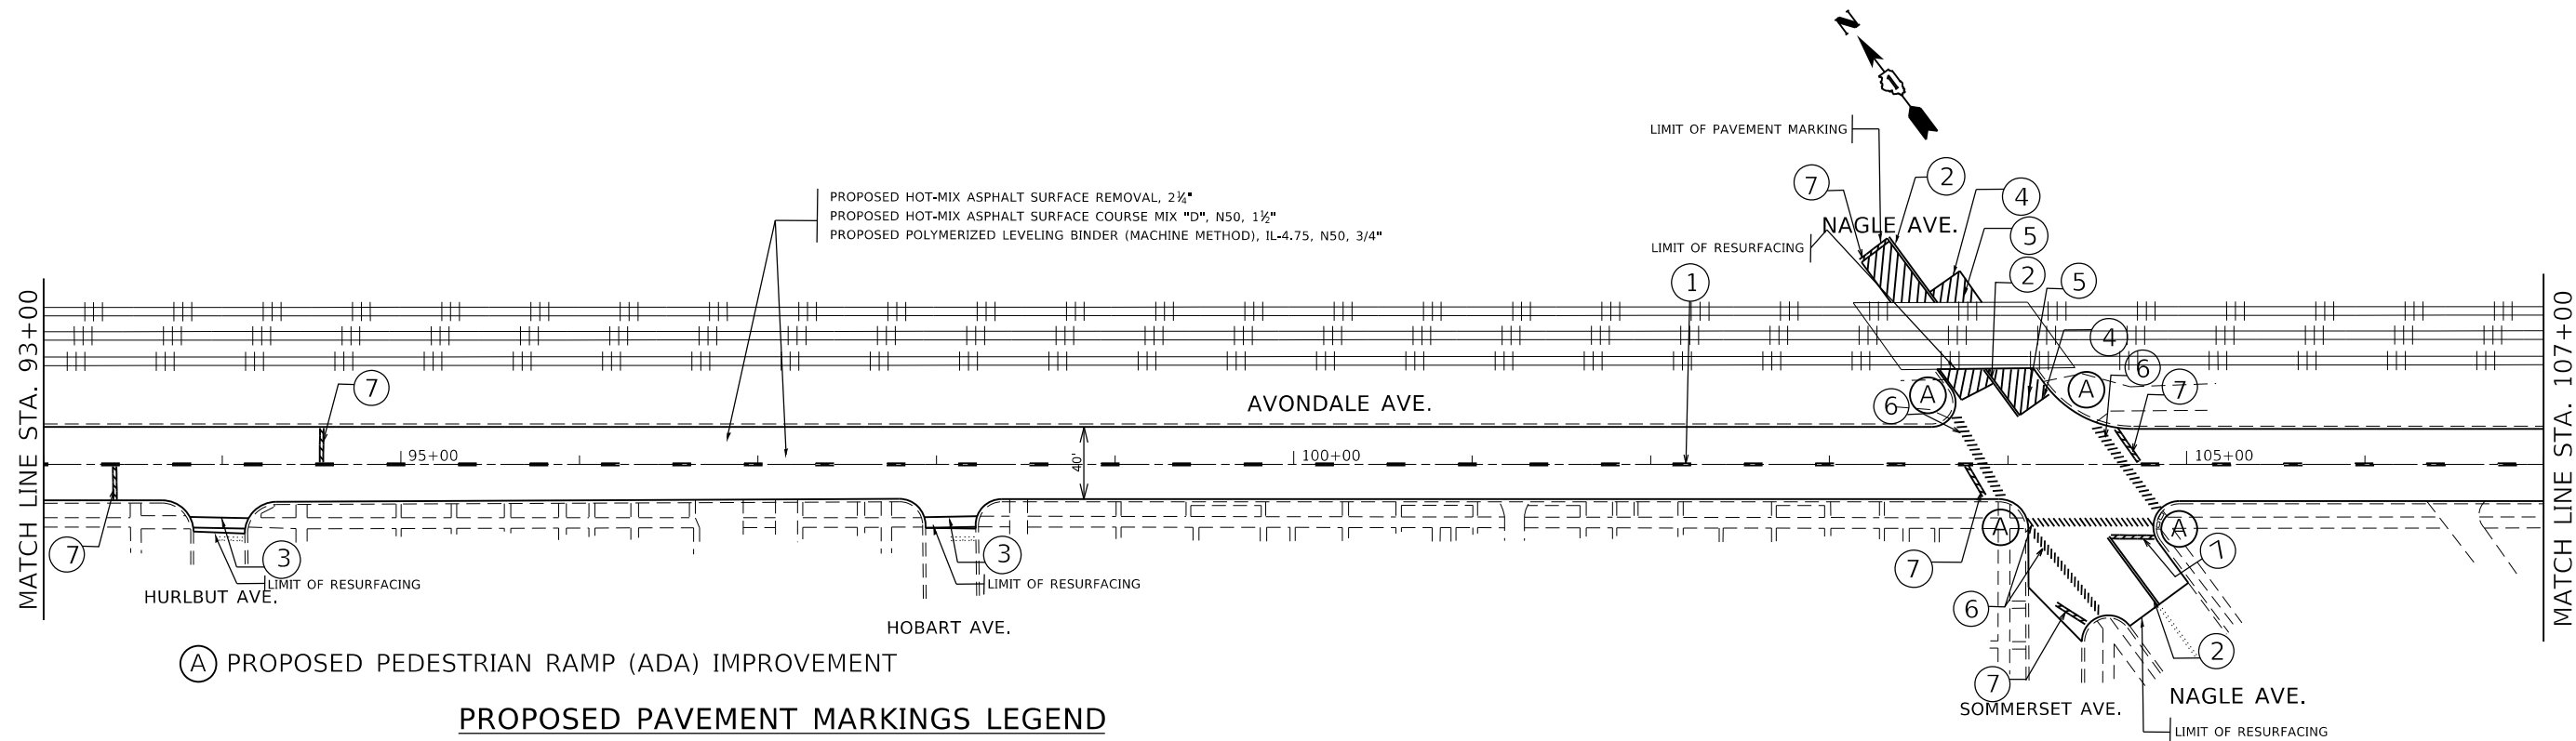 N
LIMIT OF PAVEMENT MARKING
7
2
4
PROPOSED HOT-MIX ASPHALT SURFACE REMOVAL, 2¼"
PROPOSED HOT-MIX ASPHALT SURFACE COURSE MIX "D", N50, 1½"
PROPOSED POLYMERIZED LEVELING BINDER (MACHINE METHOD), IL-4.75, N50, 3/4"
NAGLE AVE.
5
LIMIT OF RESURFACING
1
2
5
4
MATCH LINE STA. 93+00
MATCH LINE STA. 107+00
7
AVONDALE AVE.
6
A
A
6
7
95+00
40'
100+00
105+00
7
3
LIMIT OF RESURFACING
HURLBUT AVE.
3
LIMIT OF RESURFACING
HOBART AVE.
7
A
A
7
6
7
2
SOMMERSET AVE.
NAGLE AVE.
LIMIT OF RESURFACING
A PROPOSED PEDESTRIAN RAMP (ADA) IMPROVEMENT
PROPOSED PAVEMENT MARKINGS LEGEND